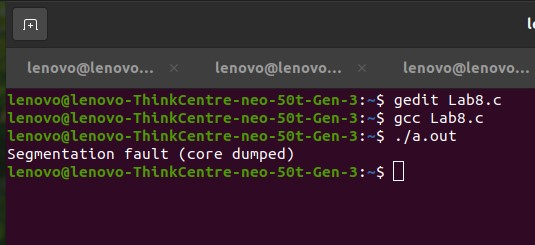 lenovo@lenovo... × lenovo@lenovo... × lenovo@lenovo...
lenovo@lenovo-ThinkCentre-neo-50t-Gen-3:~$ gedit Lab8.c
lenovo@lenovo-ThinkCentre-neo-50t-Gen-3:~$ gcc Lab8.c
lenovo@lenovo-ThinkCentre-neo-50t-Gen-3:~$ ./a.out
Segmentation fault (core dumped)
lenovo@lenovo-ThinkCentre-neo-50t-Gen-3:~$